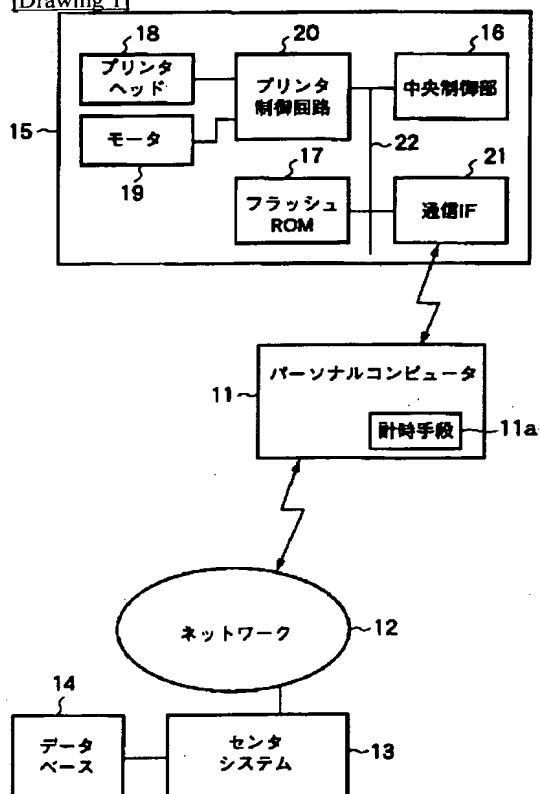 [Drawing 1]
18
20
16
プリンタ
ヘッド
プリンタ
制御回路
中央制御部
15
モータ
22
19
17
21
フラッシュ
ROM
通信IF
パーソナルコンピュータ
11
計時手段
11a
ネットワーク
12
14
データ
ベース
センタ
システム
13